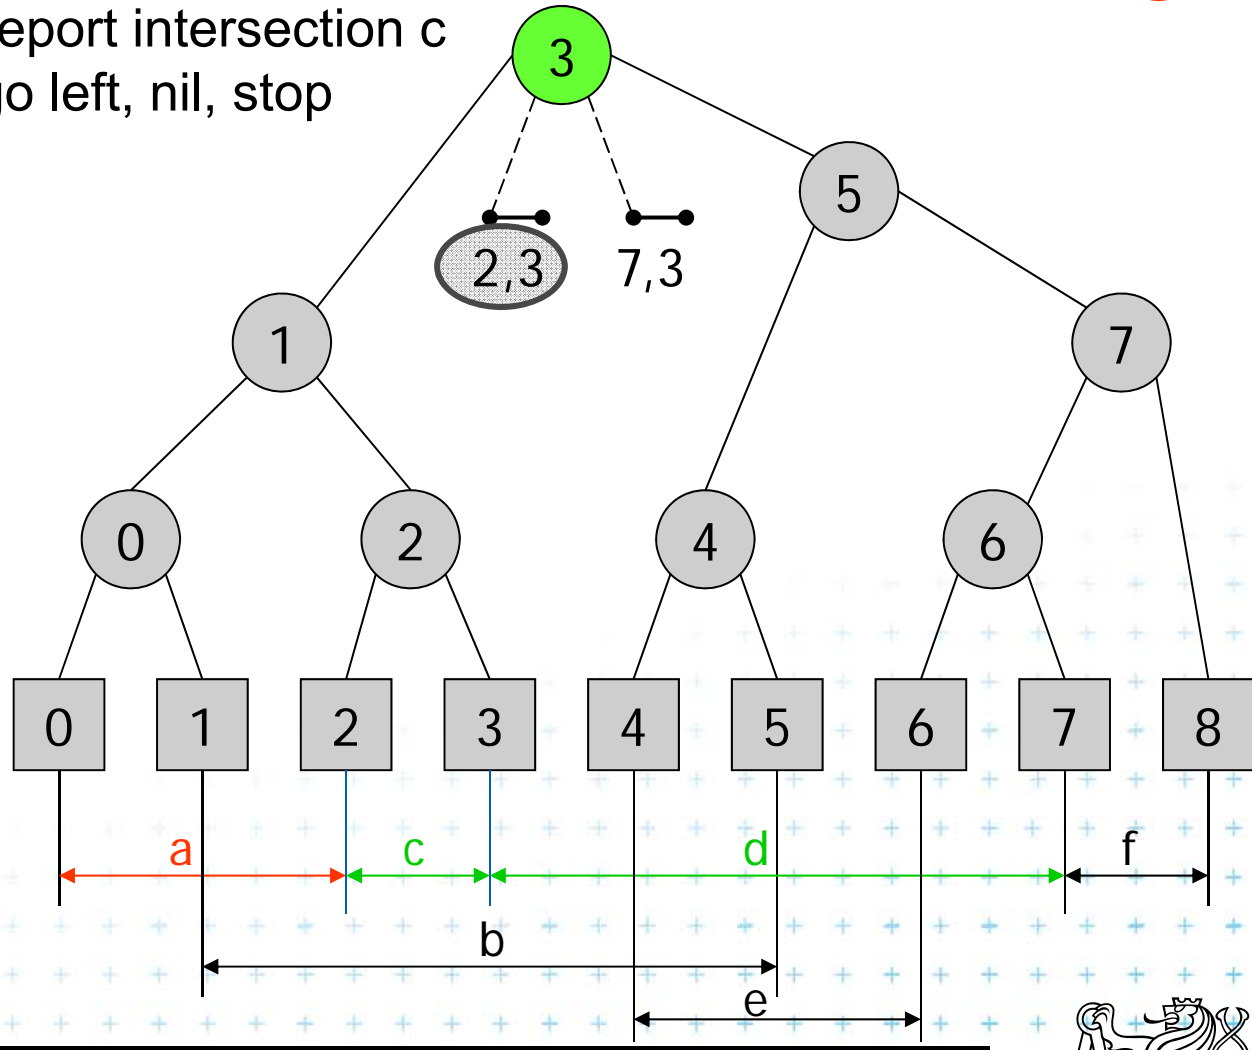 eport intersection c
go left, nil, stop
3
5
2,3 7,3
1 7
0 2 4 6
0 1 2 3 4 5 6 7 8
a c d f
b
e